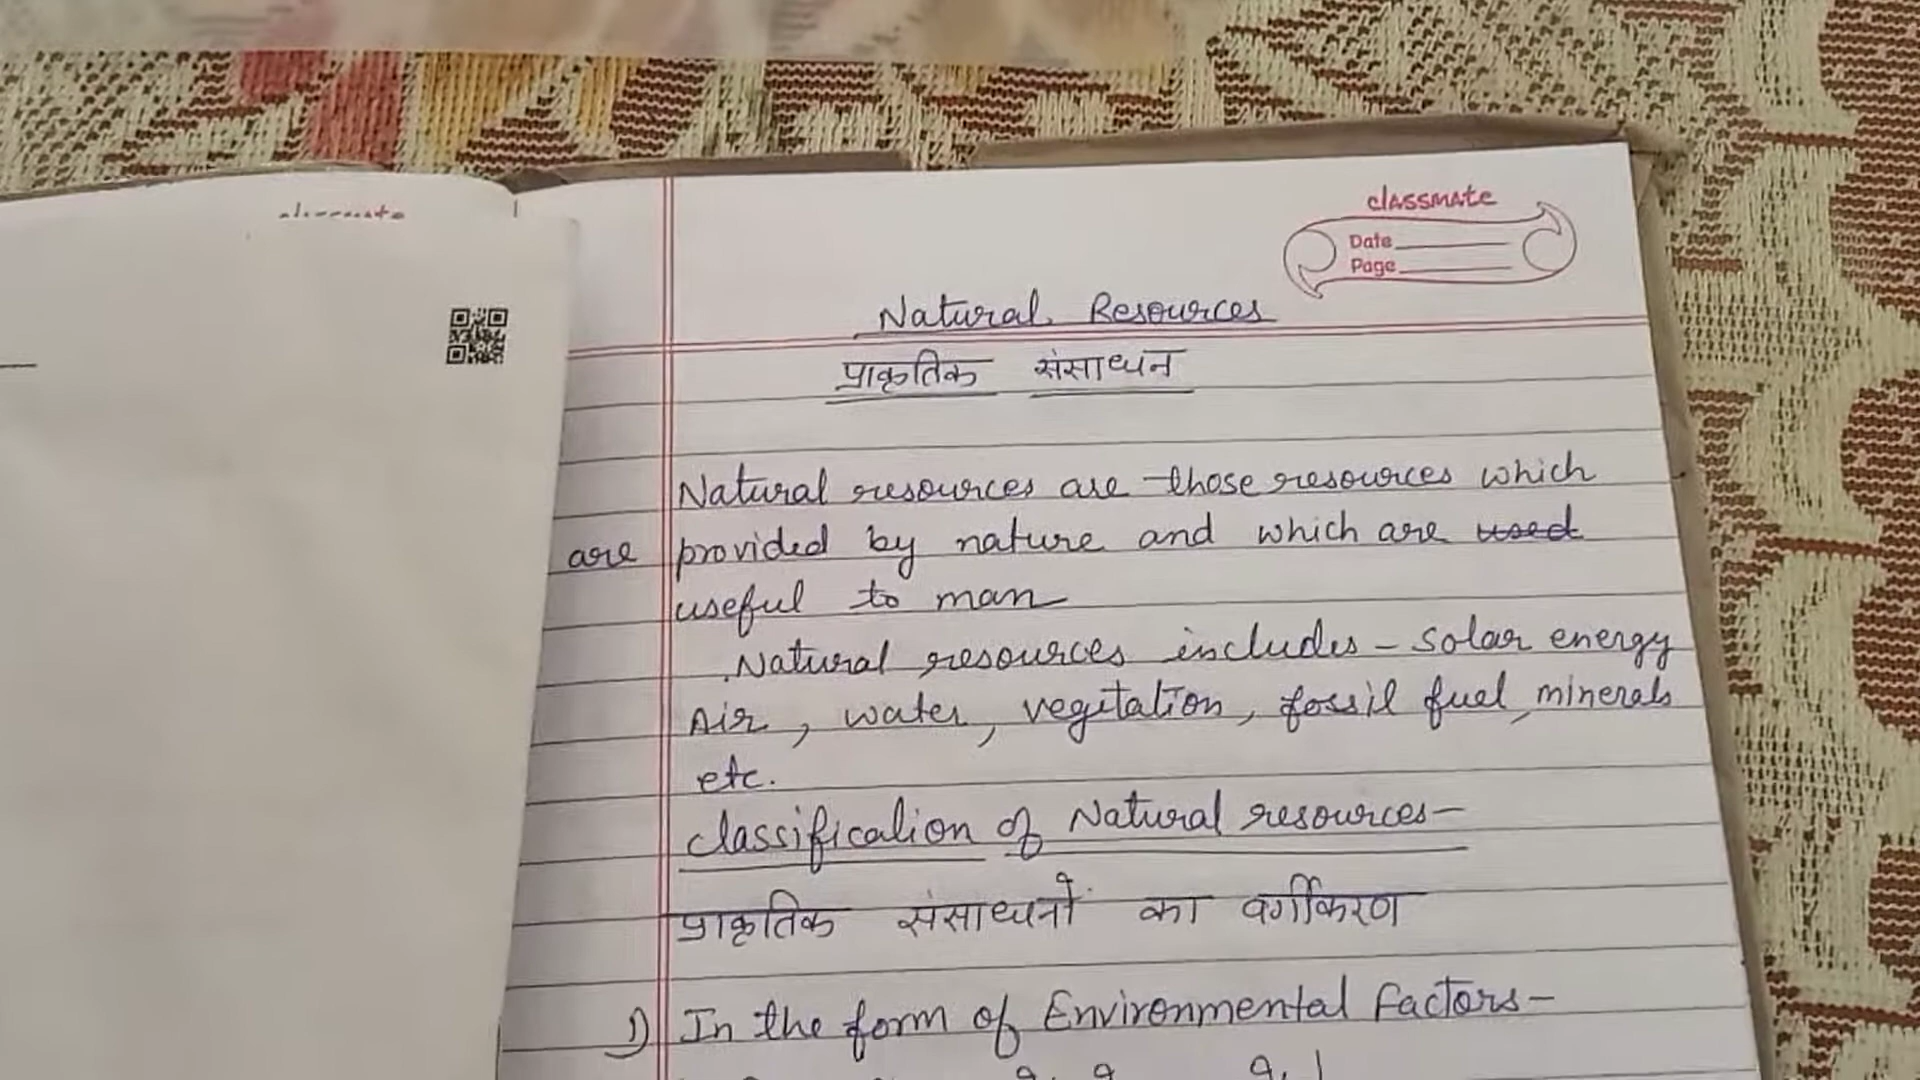 classmate
Date
Page
Natural Resources
प्राकृतिक संसाधन
Natural resources are those resources which
are provided by nature and which are used
useful to man
Natural resources includes - Solar energy
Air, water, vegitation, fossil fuel, minerals
etc.
classification of Natural resources-
प्राकृतिक संसाधनों का वर्गीकरण
1) In the form of Environmental Factors-